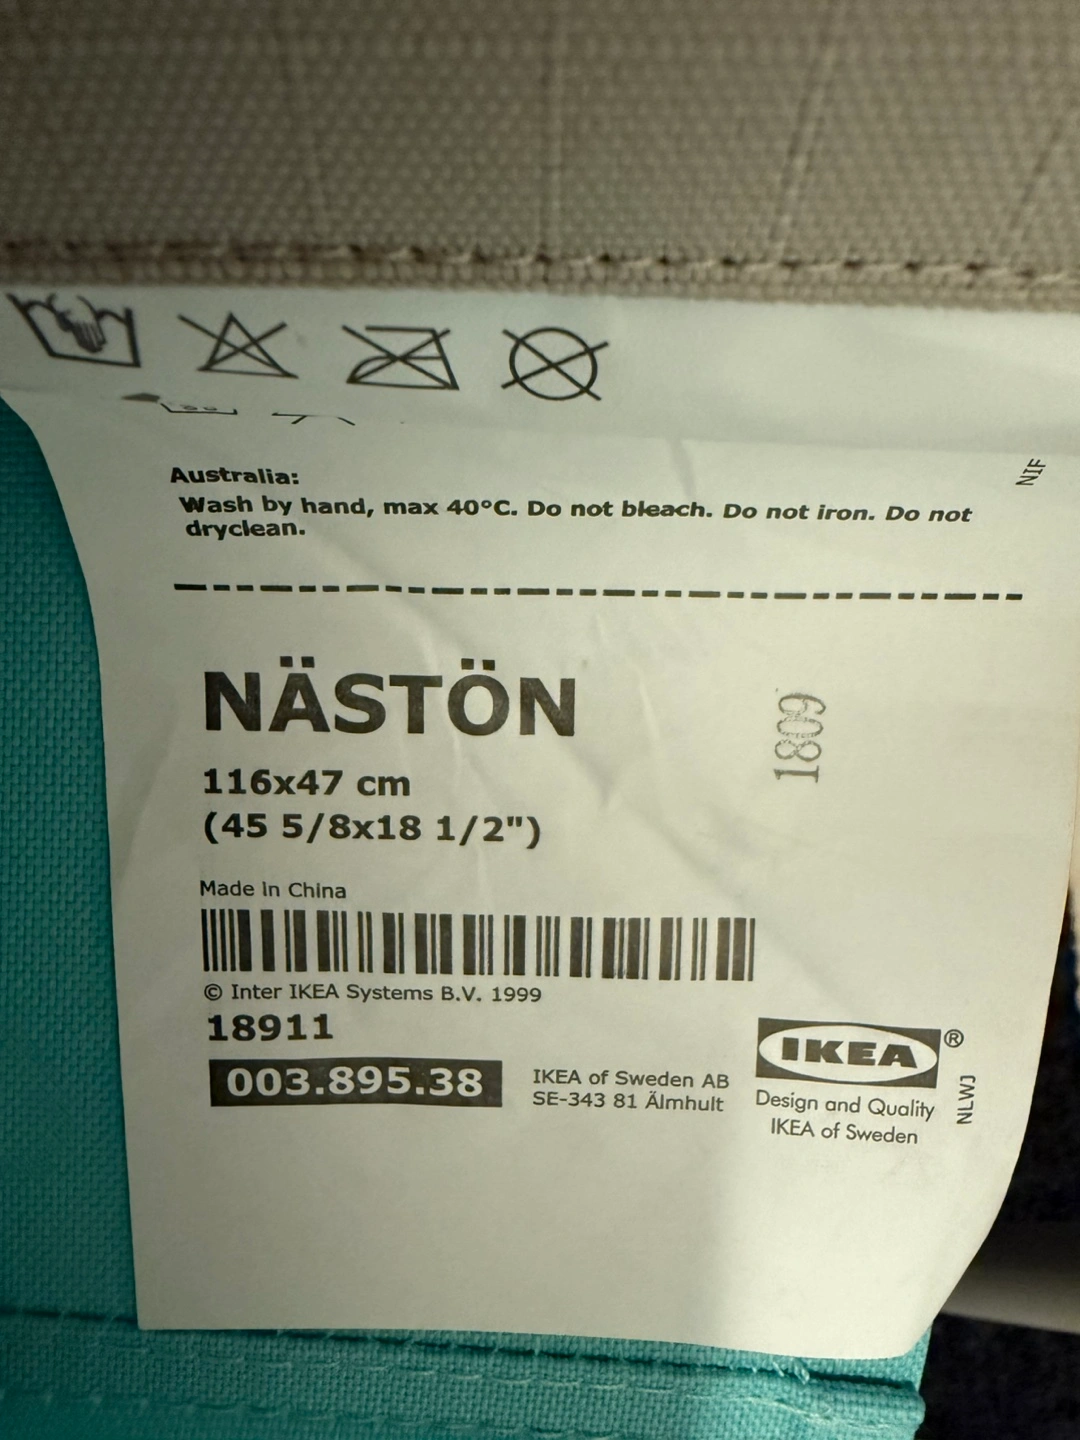 Australia:
Wash by hand, max 40°C. Do not bleach. Do not iron. Do not
dryclean.
NIF
NÄSTÖN
1809
116x47 cm
(45 5/8x18 1/2")
Made in China
© Inter IKEA Systems B.V. 1999
18911
003.895.38
IKEA of Sweden AB
SE-343 81 Älmhult
IKEA®
Design and Quality
IKEA of Sweden
NLWJ